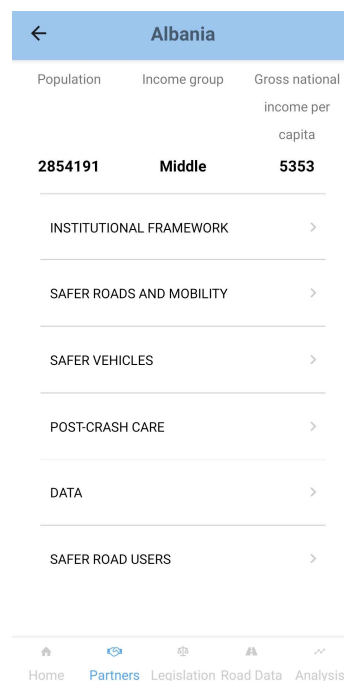 Albania
Population Income group Gross national
income per
capita
2854191 Middle 5353
INSTITUTIONAL FRAMEWORK
SAFER ROADS AND MOBILITY
SAFER VEHICLES
POST-CRASH CARE
DATA
SAFER ROAD USERS
Home Partners Legislation Road Data Analysis